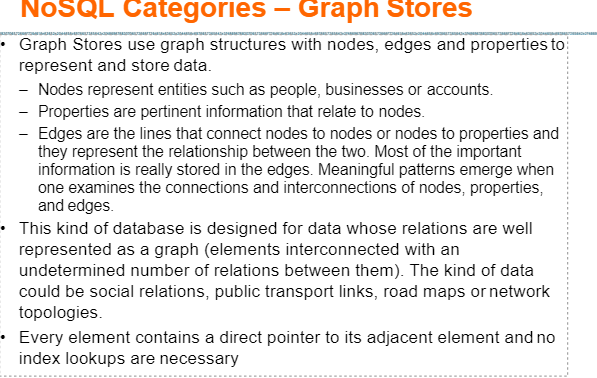 NoSQL Categories – Graph Stores
• Graph Stores use graph structures with nodes, edges and properties to
represent and store data.
– Nodes represent entities such as people, businesses or accounts.
– Properties are pertinent information that relate to nodes.
– Edges are the lines that connect nodes to nodes or nodes to properties and
they represent the relationship between the two. Most of the important
information is really stored in the edges. Meaningful patterns emerge when
one examines the connections and interconnections of nodes, properties,
and edges.
• This kind of database is designed for data whose relations are well
represented as a graph (elements interconnected with an
undetermined number of relations between them). The kind of data
could be social relations, public transport links, road maps or network
topologies.
• Every element contains a direct pointer to its adjacent element and no
index lookups are necessary